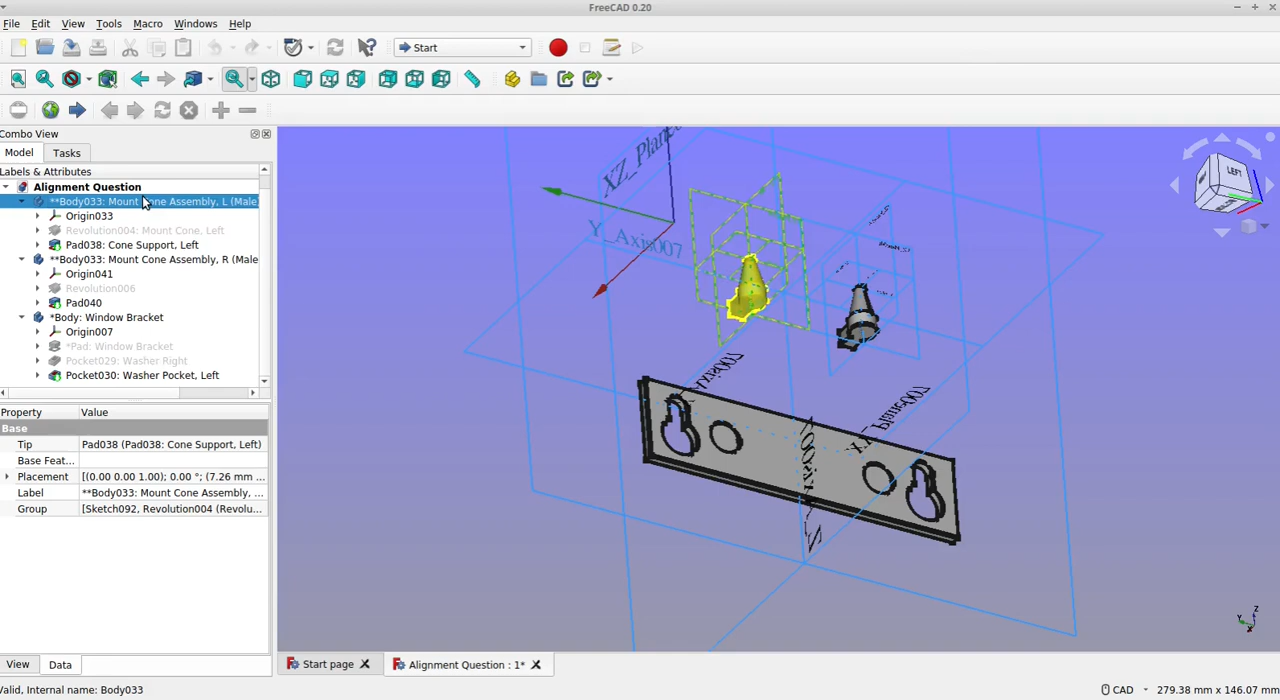 FreeCAD 0.20
File Edit View Tools Macro Windows Help
Start
Combo View
Model Tasks
Labels & Attributes
Alignment Question
**Body033: Mount Cone Assembly, L (Male
Origin033
Revolution004: Mount Cone, Left
Pad038: Cone Support, Left
**Body033: Mount Cone Assembly, R (Male
Origin041
Revolution006
Pad040
*Body: Window Bracket
Origin007
*Pad: Window Bracket
Pocket029: Washer Right
Pocket030: Washer Pocket, Left
Property Value
Base
Tip Pad038 (Pad038: Cone Support, Left)
Base Feat...
Placement [(0.00 0.00 1.00); 0.00 °; (7.26 mm ...
Label **Body033: Mount Cone Assembly, ...
Group [Sketch092, Revolution004 (Revolu...
View Data
XZ_Plane
Y_Axis007
LEFT
Z
Y
X
Start page
Alignment Question : 1*
Valid, Internal name: Body033
CAD 279.38 mm x 146.07 mm